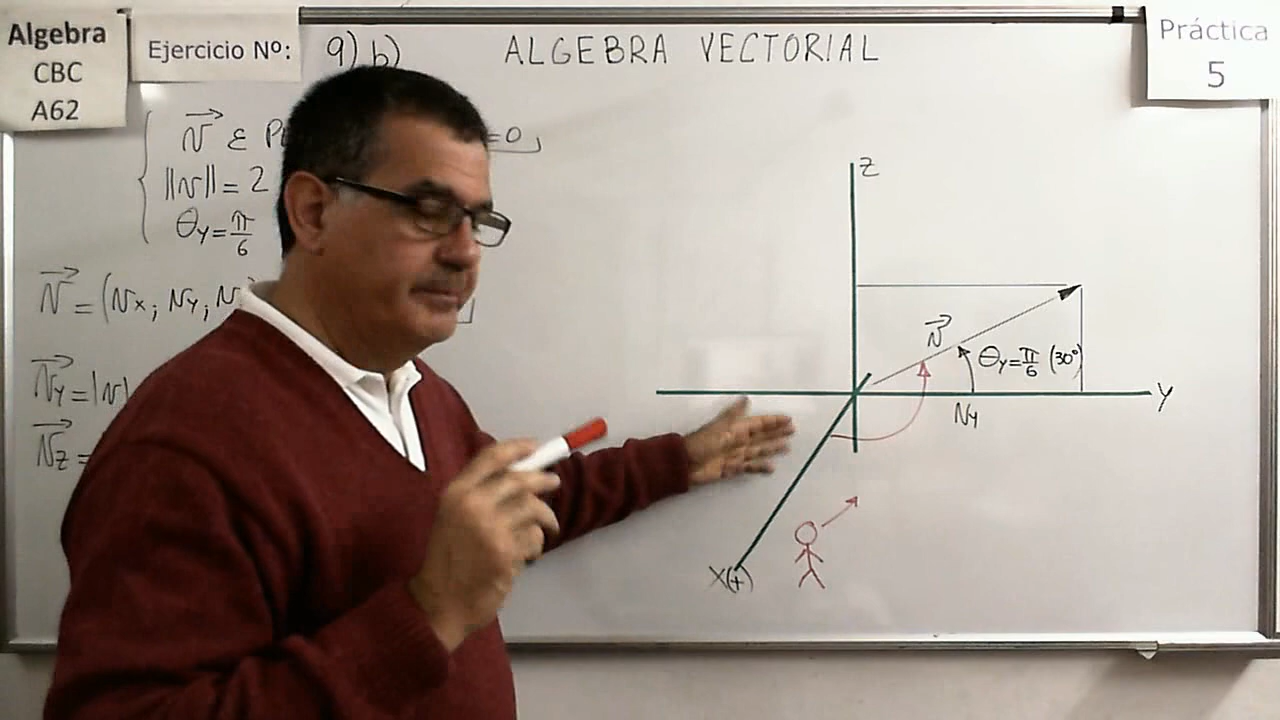 Algebra
CBC
A62
Ejercicio Nº:
9) b)
ALGEBRA VECTORIAL
Práctica
5
N ε =0
||N|| = 2
θy = π/6
N = (Nx; Ny; N
Ny = |N|
Nz =
Z
N
θy = π/6 (30°)
Y
Ny
X(+)